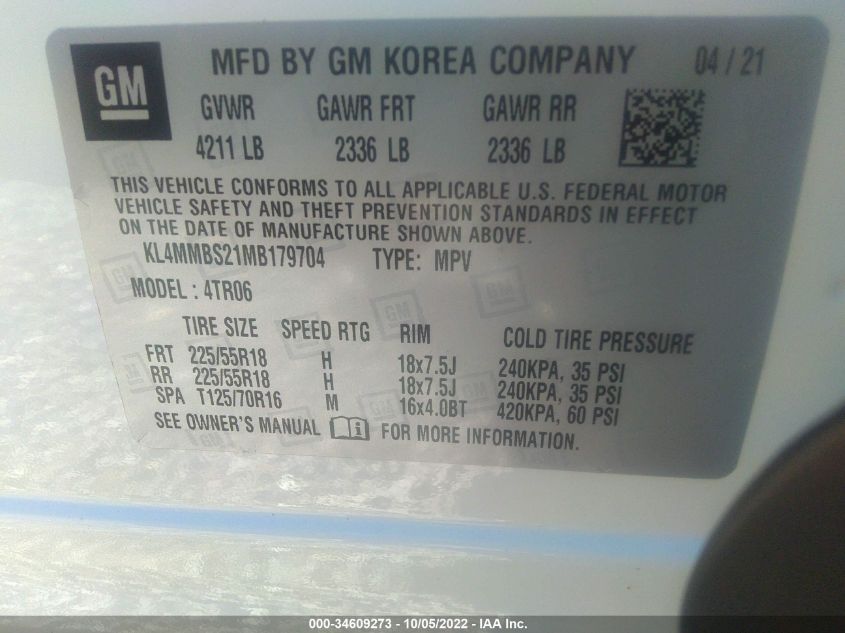 GM
MFD BY GM KOREA COMPANY 04 / 21
GVWR GAWR FRT GAWR RR
4211 LB 2336 LB 2336 LB
THIS VEHICLE CONFORMS TO ALL APPLICABLE U.S. FEDERAL MOTOR
VEHICLE SAFETY AND THEFT PREVENTION STANDARDS IN EFFECT
ON THE DATE OF MANUFACTURE SHOWN ABOVE.
KL4MMBS21MB179704 TYPE: MPV
MODEL : 4TR06
TIRE SIZE SPEED RTG RIM COLD TIRE PRESSURE
FRT 225/55R18 H 18x7.5J 240KPA, 35 PSI
RR 225/55R18 H 18x7.5J 240KPA, 35 PSI
SPA T125/70R16 M 16x4.0BT 420KPA, 60 PSI
SEE OWNER'S MANUAL i FOR MORE INFORMATION.
000-34609273 - 10/05/2022 - IAA Inc.